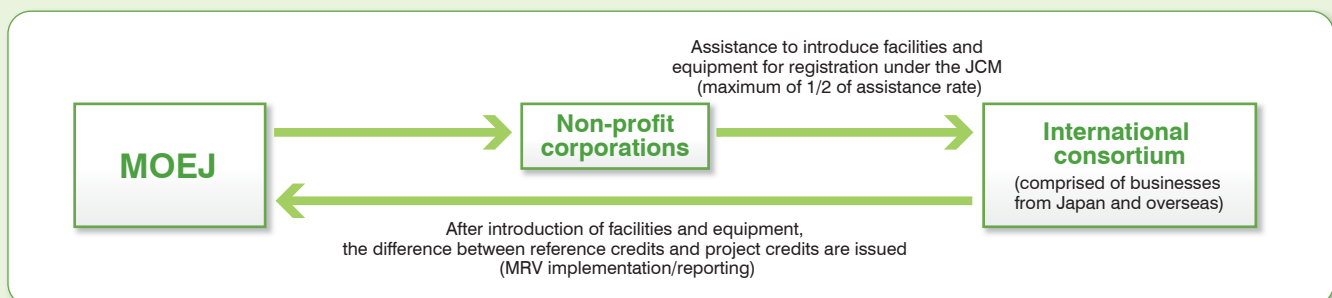 Assistance to introduce facilities and
equipment for registration under the JCM
(maximum of 1/2 of assistance rate)
MOEJ
Non-profit
corporations
International
consortium
(comprised of businesses
from Japan and overseas)
After introduction of facilities and equipment,
the difference between reference credits and project credits are issued
(MRV implementation/reporting)